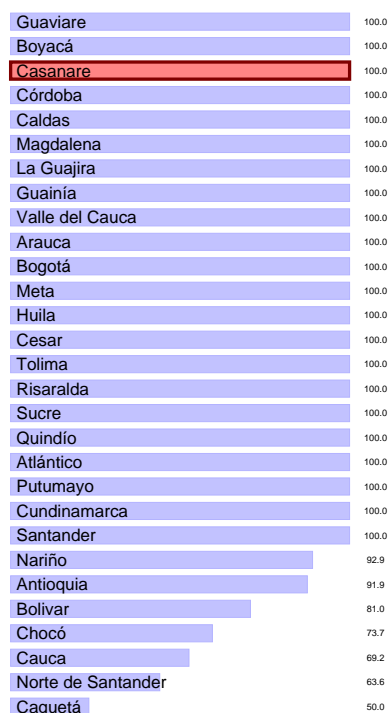 Guaviare 100.0
Boyacá 100.0
Casanare 100.0
Córdoba 100.0
Caldas 100.0
Magdalena 100.0
La Guajira 100.0
Guainía 100.0
Valle del Cauca 100.0
Arauca 100.0
Bogotá 100.0
Meta 100.0
Huila 100.0
Cesar 100.0
Tolima 100.0
Risaralda 100.0
Sucre 100.0
Quindío 100.0
Atlántico 100.0
Putumayo 100.0
Cundinamarca 100.0
Santander 100.0
Nariño 92.9
Antioquia 91.9
Bolivar 81.0
Chocó 73.7
Cauca 69.2
Norte de Santander 63.6
Caquetá 50.0